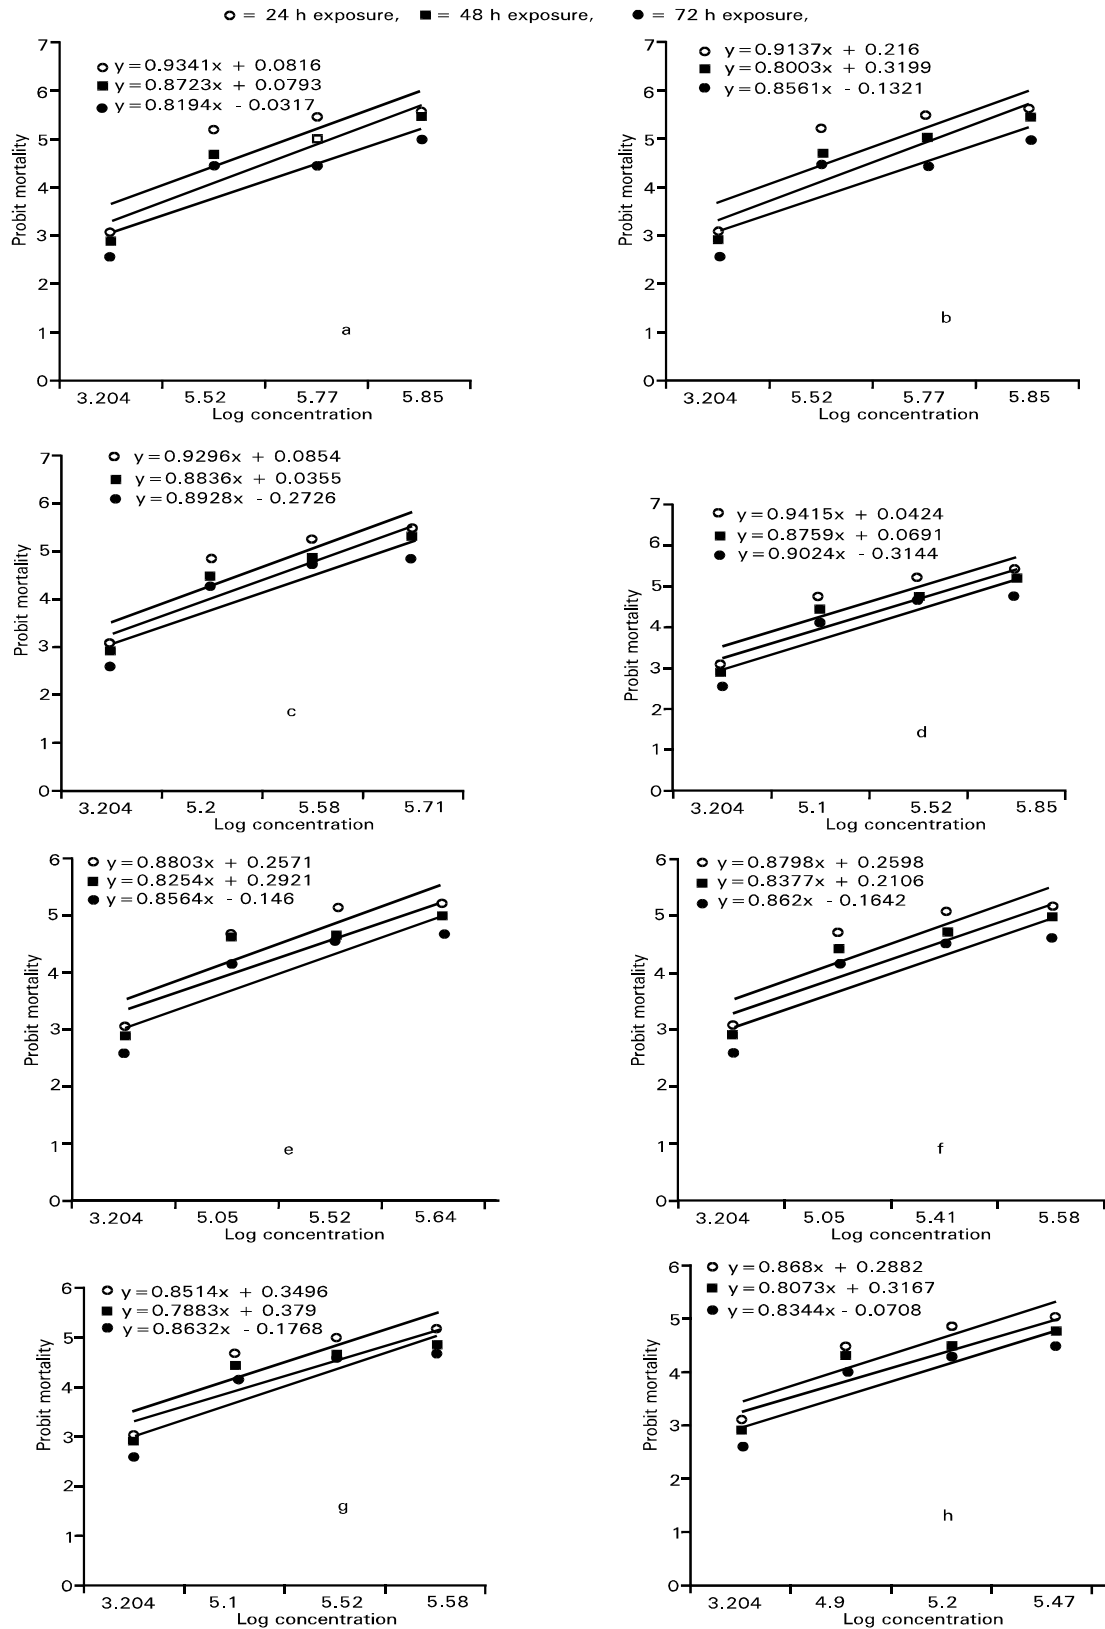 = 24 h exposure, = 48 h exposure, = 72 h exposure,
7
6
5
4
3
2
1
0
Probit mortality
y=0.9341x + 0.0816
y=0.8723x + 0.0793
y=0.8194x - 0.0317
a
3.204 5.52 5.77 5.85
Log concentration
7
6
5
4
3
2
1
0
Probit mortality
y=0.9137x + 0.216
y=0.8003x + 0.3199
y=0.8561x - 0.1321
b
3.204 5.52 5.77 5.85
Log concentration
7
6
5
4
3
2
1
0
Probit mortality
y=0.9296x + 0.0854
y=0.8836x + 0.0355
y=0.8928x - 0.2726
c
3.204 5.2 5.58 5.71
Log concentration
7
6
5
4
3
2
1
0
Probit mortality
y=0.9415x + 0.0424
y=0.8759x + 0.0691
y=0.9024x - 0.3144
d
3.204 5.1 5.52 5.85
Log concentration
6
5
4
3
2
1
0
Probit mortality
y=0.8803x + 0.2571
y=0.8254x + 0.2921
y=0.8564x - 0.146
e
3.204 5.05 5.52 5.64
Log concentration
6
5
4
3
2
1
0
Probit mortality
y=0.8798x + 0.2598
y=0.8377x + 0.2106
y=0.862x - 0.1642
f
3.204 5.05 5.41 5.58
Log concentration
6
5
4
3
2
1
0
Probit mortality
y=0.8514x + 0.3496
y=0.7883x + 0.379
y=0.8632x - 0.1768
g
3.204 5.1 5.52 5.58
Log concentration
6
5
4
3
2
1
0
Probit mortality
y=0.868x + 0.2882
y=0.8073x + 0.3167
y=0.8344x - 0.0708
h
3.204 4.9 5.2 5.47
Log concentration